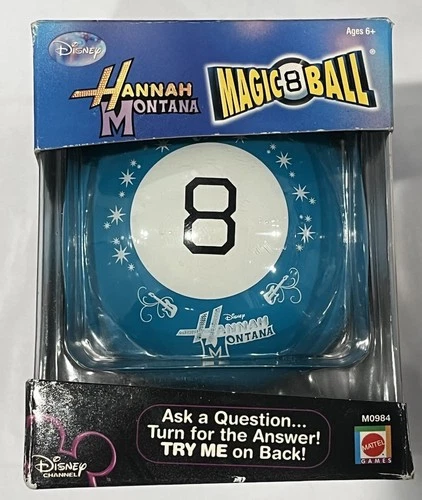 Disney
Ages 6+
HANNAH
MONTANA
MAGIC 8 BALL®
8
Disney
HANNAH
MONTANA
Ask a Question...
Turn for the Answer!
TRY ME on Back!
M0984
MATTEL
GAMES
Disney
CHANNEL